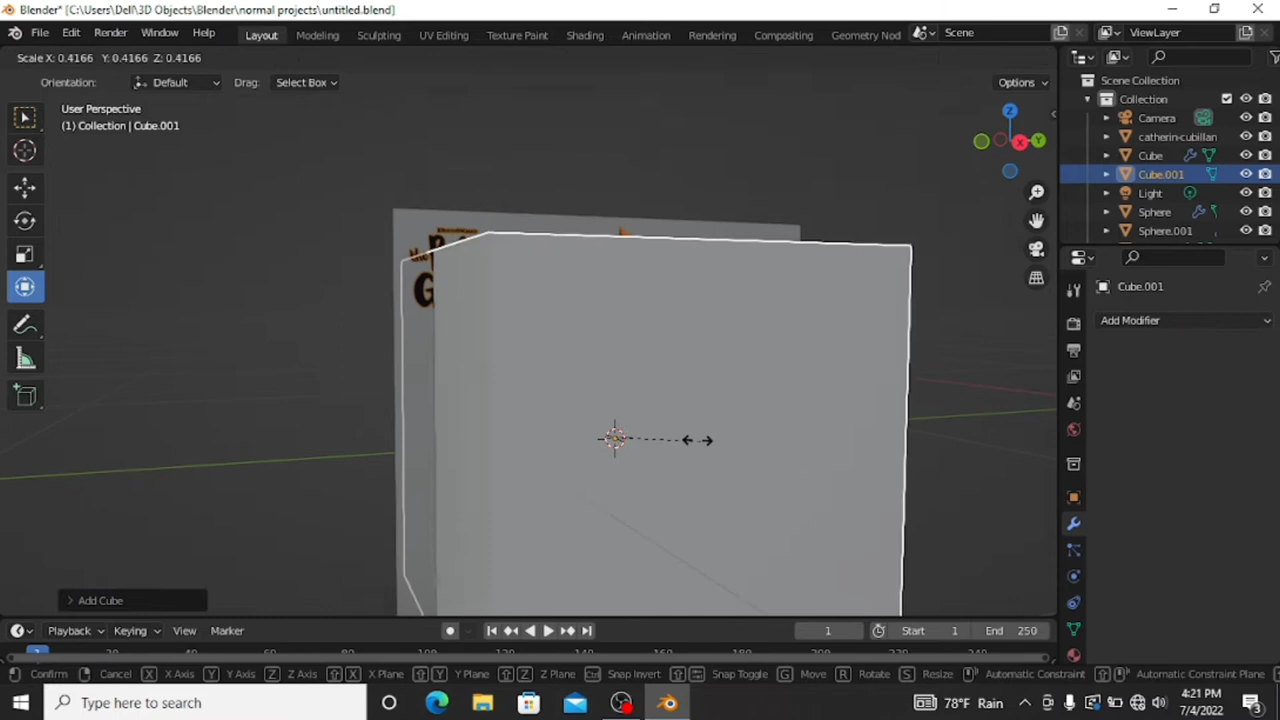 Blender* [C:\Users\Dell\3D Objects\Blender\normal projects\untitled.blend]
File Edit Render Window Help Layout Modeling Sculpting UV Editing Texture Paint Shading Animation Rendering Compositing Geometry Nod Scene ViewLayer
Scale X: 0.4166 Y: 0.4166 Z: 0.4166
Orientation: Default Drag: Select Box Options
User Perspective
(1) Collection | Cube.001
Z
X
Y
the
G
Scene Collection
Collection
Camera
catherin-cubillan
Cube
Cube.001
Light
Sphere
Sphere.001
Cube.001
Add Modifier
Add Cube
Playback Keying View Marker 1 Start 1 End 250
Confirm Cancel X X Axis Y Y Axis Z Z Axis X X Plane Y Y Plane Z Z Plane Ctrl Snap Invert Snap Toggle G Move R Rotate S Resize Automatic Constraint Automatic Constraint Plane
Type here to search
78°F Rain
4:21 PM
7/4/2022
3